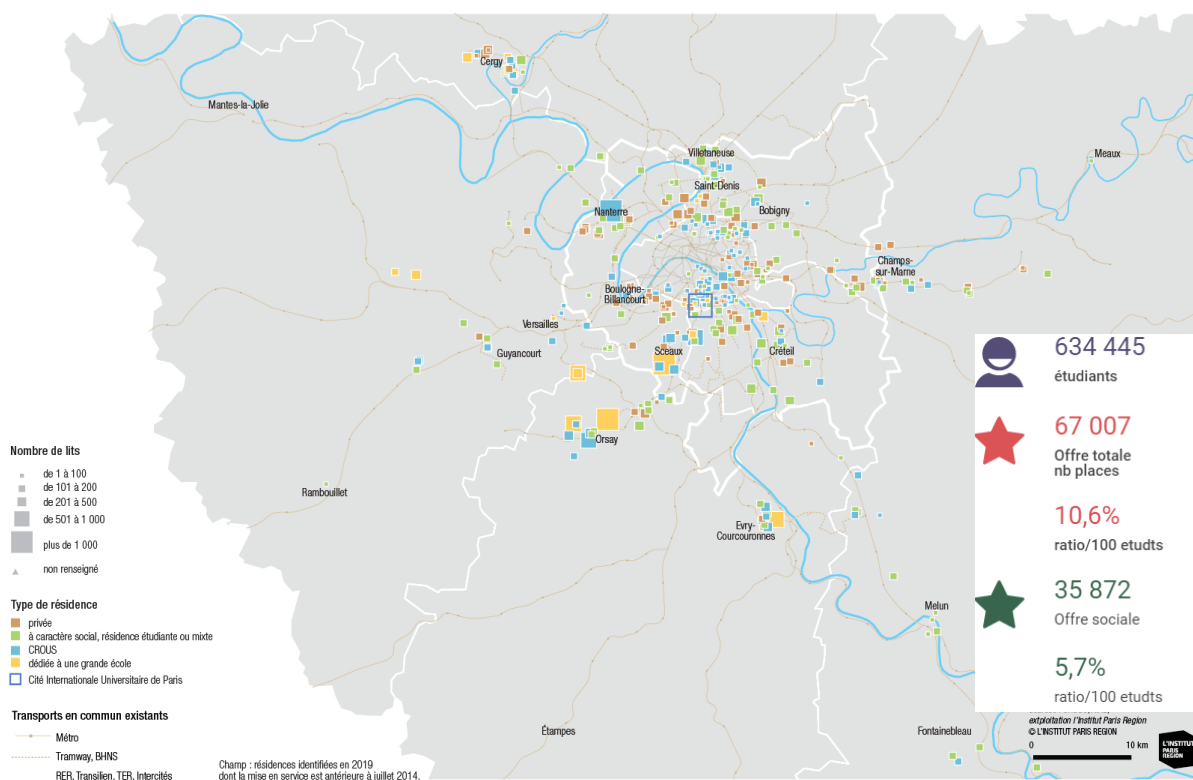 Cergy
Mantes-la-Jolie
Villetaneuse
Meaux
Saint-Denis
Nanterre
Bobigny
Champs-
sur-Marne
Boulogne-
Billancourt
Versailles
Guyancourt
Sceaux
Créteil
Orsay
Rambouillet
Evry-
Courcouronnes
Melun
Étampes
Fontainebleau
634 445
étudiants
67 007
Offre totale
nb places
10,6%
ratio/100 etudts
35 872
Offre sociale
5,7%
ratio/100 etudts
Nombre de lits
de 1 à 100
de 101 à 200
de 201 à 500
de 501 à 1 000
plus de 1 000
non renseigné
Type de résidence
privée
à caractère social, résidence étudiante ou mixte
CROUS
dédiée à une grande école
Cité Internationale Universitaire de Paris
Transports en commun existants
Métro
Tramway, BHNS
RER, Transilien, TER, Intercités
Champ : résidences identifiées en 2019
dont la mise en service est antérieure à juillet 2014.
explpoitation l'Institut Paris Region
© L'INSTITUT PARIS REGION
0 10 km
L'INSTITUT
PARIS
REGION